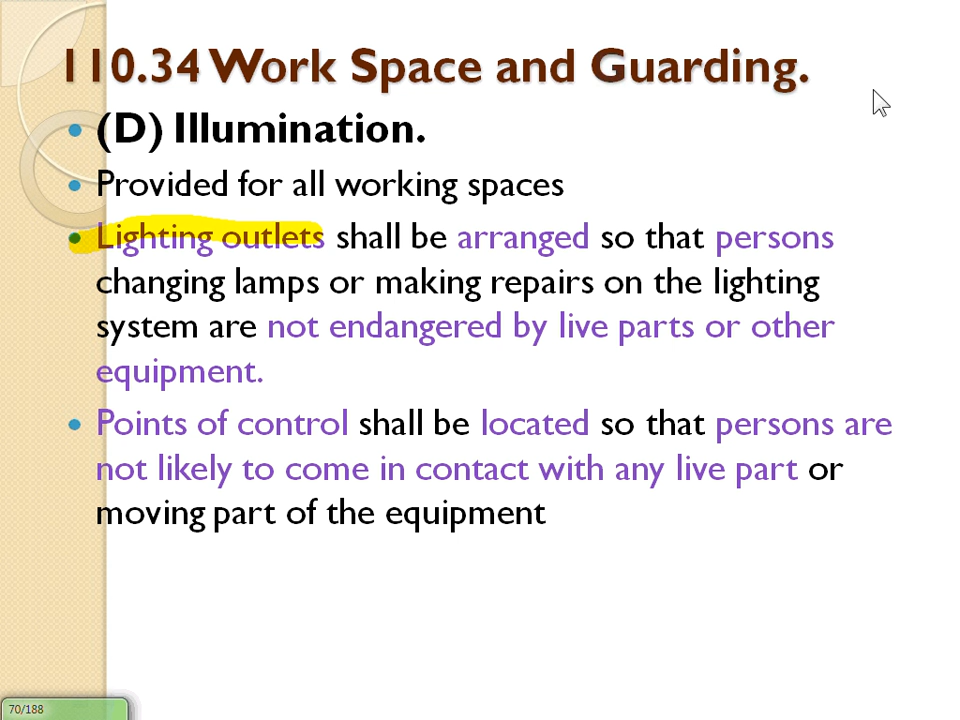 110.34 Work Space and Guarding.
(D) Illumination.
Provided for all working spaces
Lighting outlets shall be arranged so that persons
changing lamps or making repairs on the lighting
system are not endangered by live parts or other
equipment.
Points of control shall be located so that persons are
not likely to come in contact with any live part or
moving part of the equipment
70/188